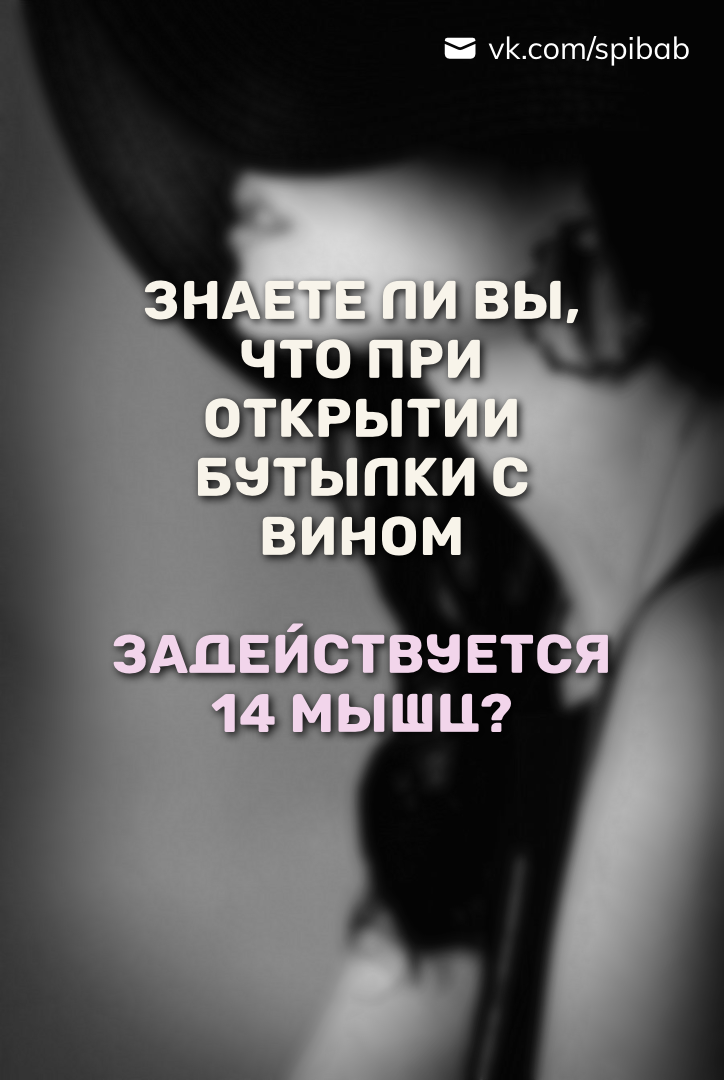 vk.com/spibab
ЗНАЕТЕ ЛИ ВЫ,
ЧТО ПРИ
ОТКРЫТИИ
БУТЫЛКИ С
ВИНОМ
ЗАДЕЙСТВУЕТСЯ
14 МЫШЦ?